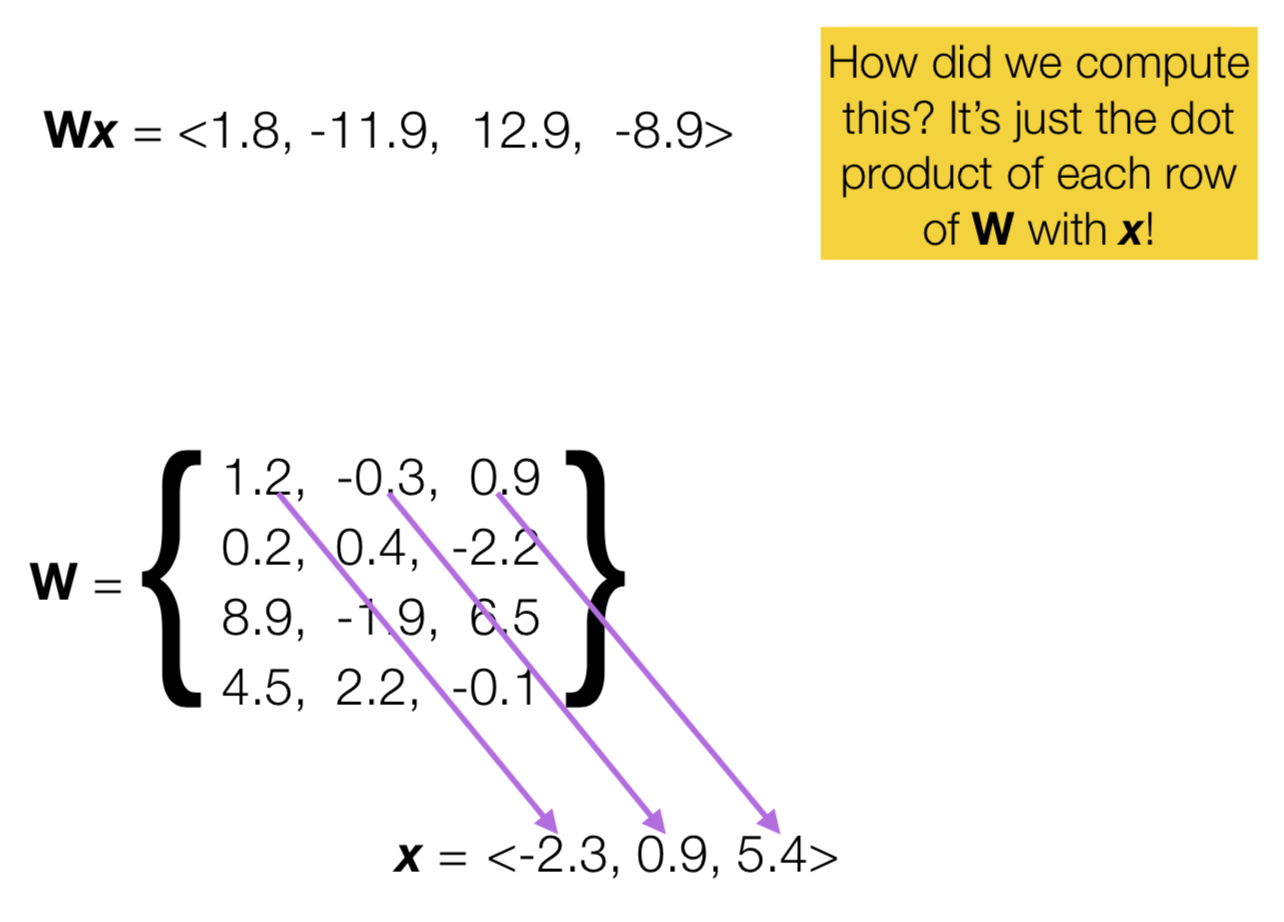 How did we compute
this? It's just the dot
product of each row
of W with x!
Wx = <1.8, -11.9, 12.9, -8.9>
W = {
1.2, -0.3, 0.9
0.2, 0.4, -2.2
8.9, -1.9, 6.5
4.5, 2.2, -0.1
}
x = <-2.3, 0.9, 5.4>